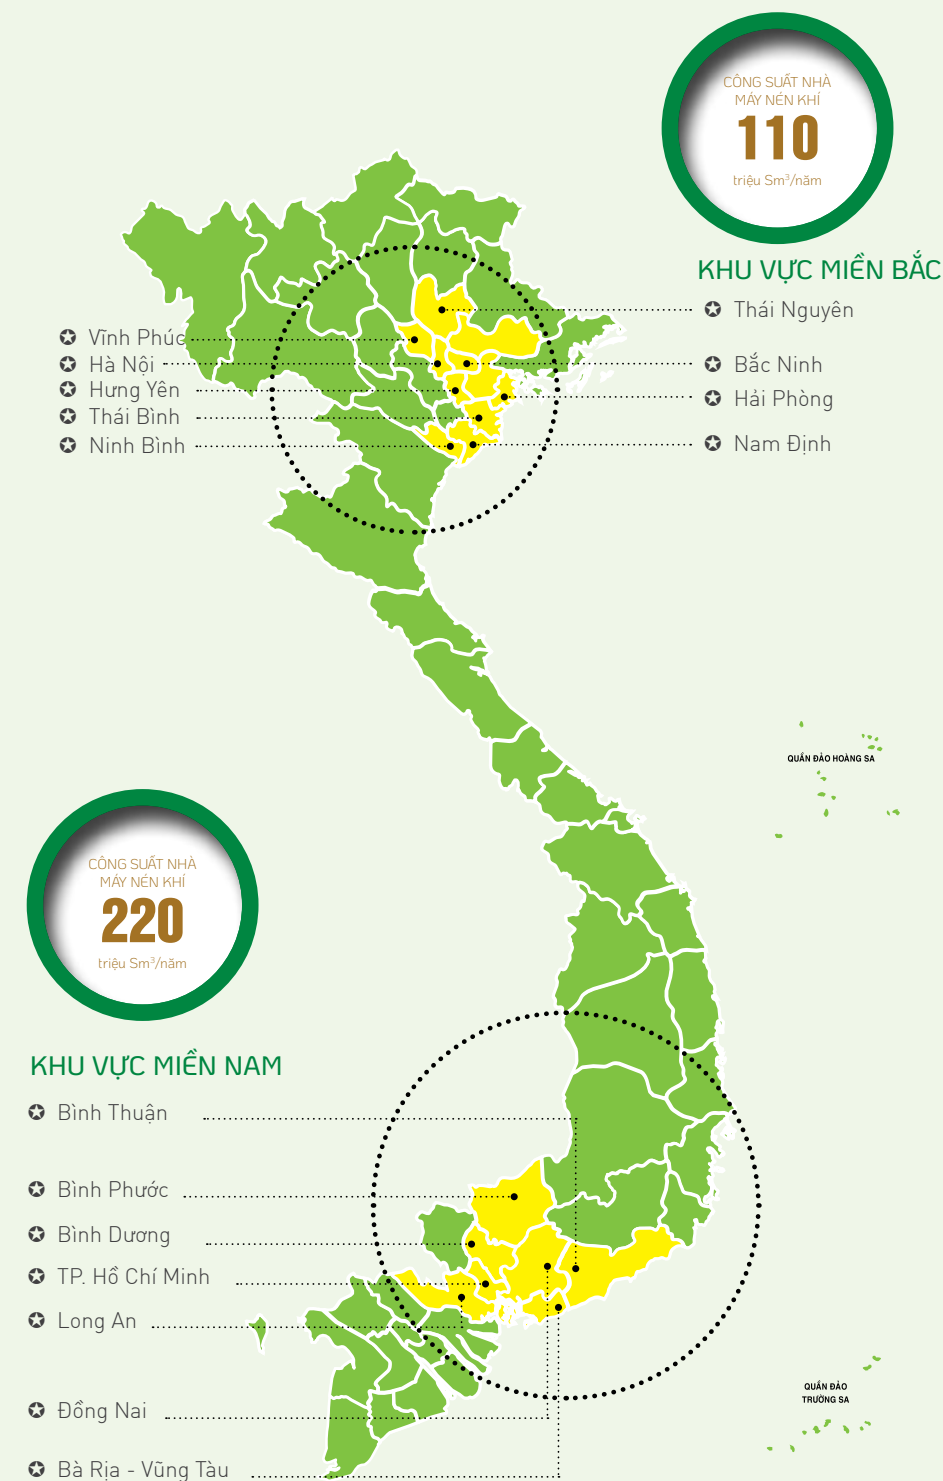 CÔNG SUẤT NHÀ
MÁY NÉN KHÍ
110
triệu Sm³/năm
KHU VỰC MIỀN BẮC
Thái Nguyên
Bắc Ninh
Hải Phòng
Nam Định
Vĩnh Phúc
Hà Nội
Hưng Yên
Thái Bình
Ninh Bình
QUẦN ĐẢO HOÀNG SA
CÔNG SUẤT NHÀ
MÁY NÉN KHÍ
220
triệu Sm³/năm
KHU VỰC MIỀN NAM
Bình Thuận
Bình Phước
Bình Dương
TP. Hồ Chí Minh
Long An
Đồng Nai
Bà Rịa - Vũng Tàu
QUẦN ĐẢO
TRƯỜNG SA